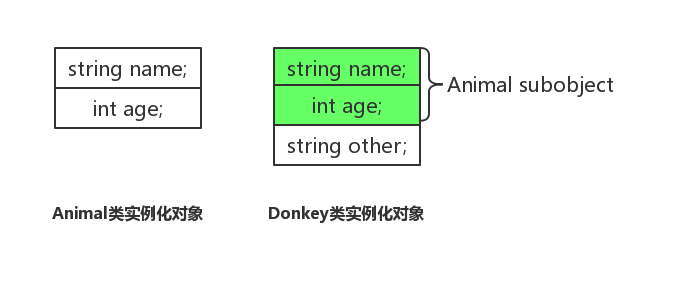 string name;
int age;
string name;
int age;
string other;
Animal subobject
Animal类实例化对象
Donkey类实例化对象